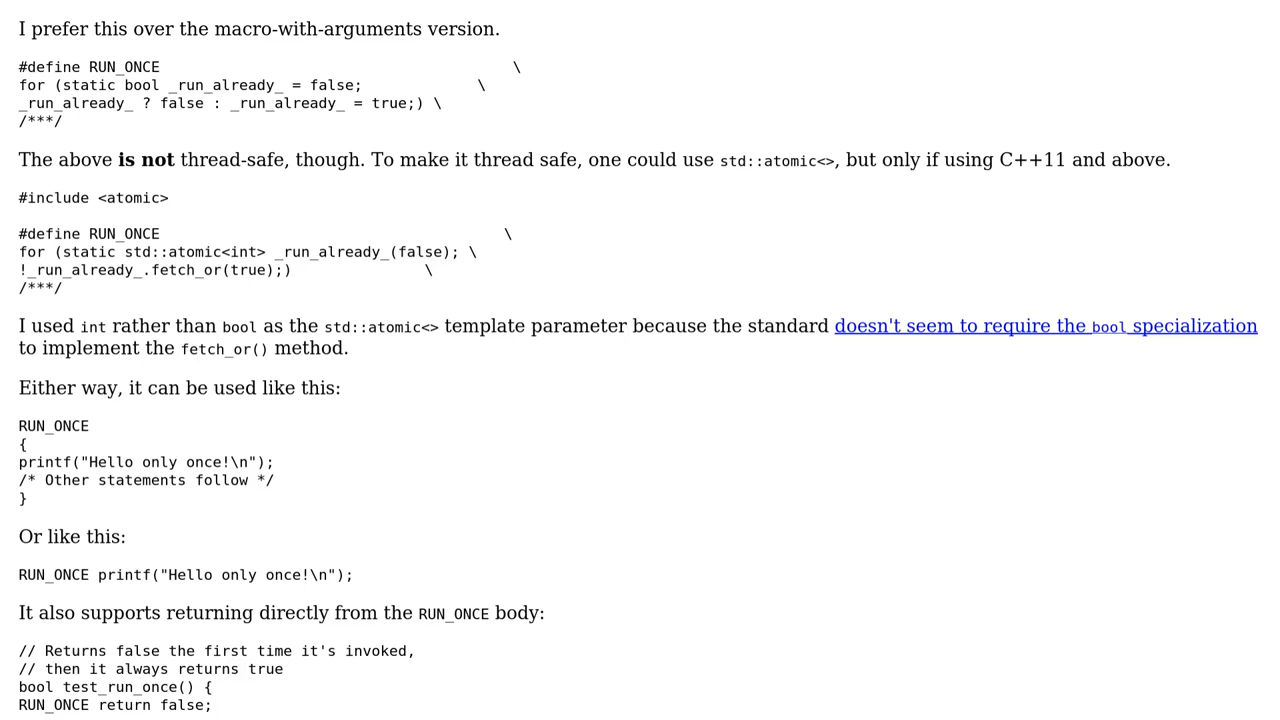 I prefer this over the macro-with-arguments version.
#define RUN_ONCE                                        \
for (static bool _run_already_ = false;             \
_run_already_ ? false : _run_already_ = true;) \
/***/
The above is not thread-safe, though. To make it thread safe, one could use std::atomic<>, but only if using C++11 and above.
#include <atomic>
#define RUN_ONCE                                       \
for (static std::atomic<int> _run_already_(false); \
!_run_already_.fetch_or(true);)               \
/***/
I used int rather than bool as the std::atomic<> template parameter because the standard doesn't seem to require the bool specialization
to implement the fetch_or() method.
Either way, it can be used like this:
RUN_ONCE
{
printf("Hello only once!\n");
/* Other statements follow */
}
Or like this:
RUN_ONCE printf("Hello only once!\n");
It also supports returning directly from the RUN_ONCE body:
// Returns false the first time it's invoked,
// then it always returns true
bool test_run_once() {
RUN_ONCE return false;